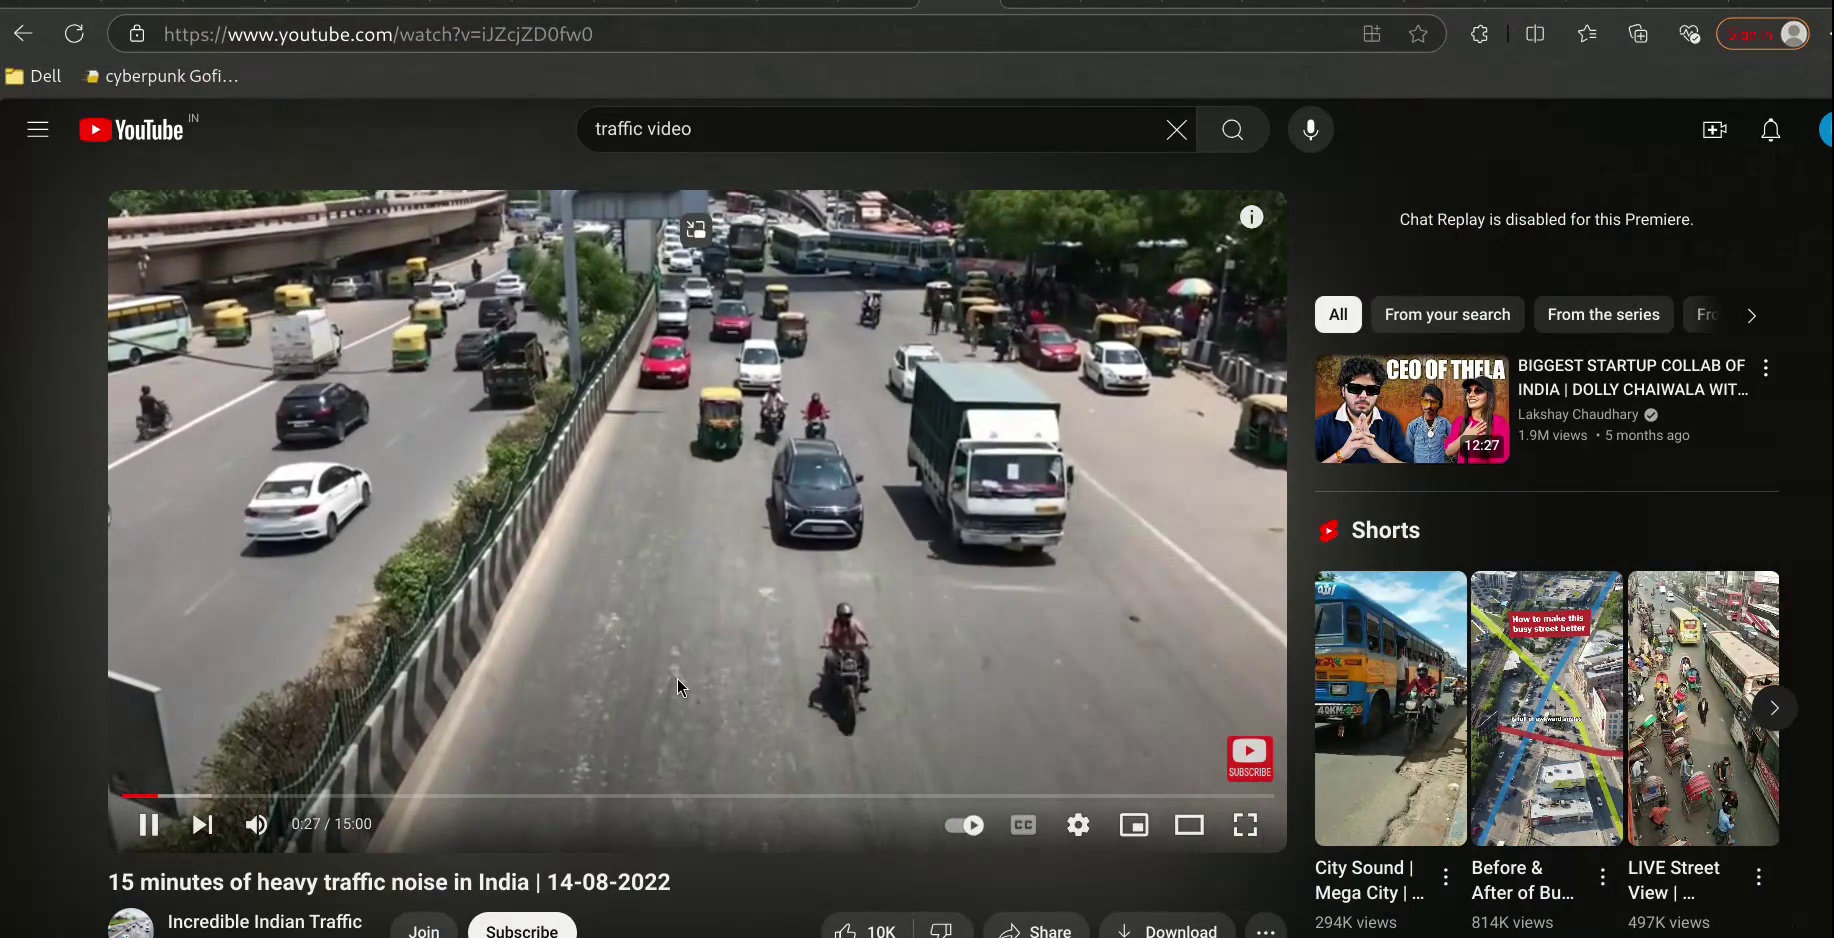 https://www.youtube.com/watch?v=iJZcjZD0fw0
Sign in
Dell
cyberpunk Gofi...
YouTube IN
traffic video
SUBSCRIBE
0:27 / 15:00
CC
15 minutes of heavy traffic noise in India | 14-08-2022
Incredible Indian Traffic
Join
Subscribe
10K
Share
Download
Chat Replay is disabled for this Premiere.
All
From your search
From the series
Fro
CEO OF THELA
12:27
BIGGEST STARTUP COLLAB OF
INDIA | DOLLY CHAIWALA WIT...
Lakshay Chaudhary
1.9M views • 5 months ago
Shorts
40KM
How to make this
busy street better
City Sound |
Mega City | ...
294K views
Before &
After of Bu...
814K views
LIVE Street
View | ...
497K views